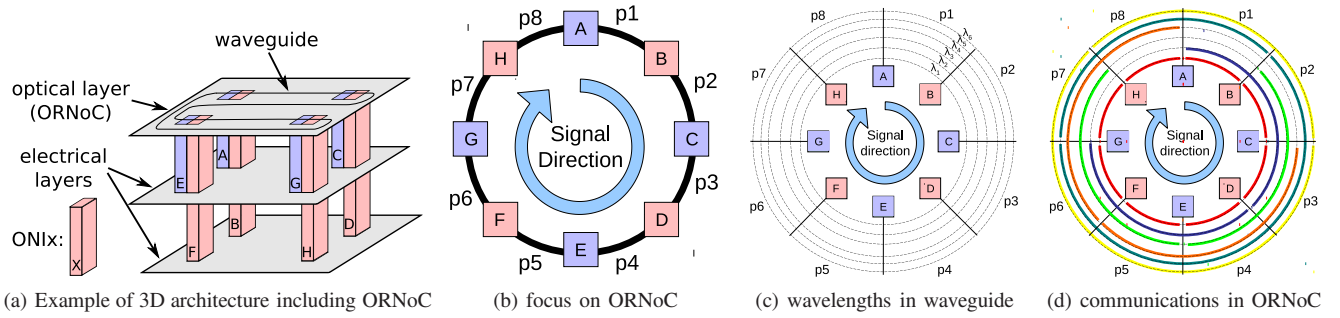 waveguide
optical layer
(ORNoC)
electrical
layers
ONIx:
X
A
C
E
G
B
D
F
H
(a) Example of 3D architecture including ORNoC
p8
p1
A
H
B
p7
p2
G
Signal
Direction
C
p6
p3
F
D
E
p5
p4
(b) focus on ORNoC
p8
p1
p7
p2
A
H
B
G
Signal
direction
C
F
D
E
p6
p3
p5
p4
(c) wavelengths in waveguide
p8
p1
p7
p2
A
H
B
G
Signal
direction
C
F
D
E
p6
p3
p5
p4
(d) communications in ORNoC